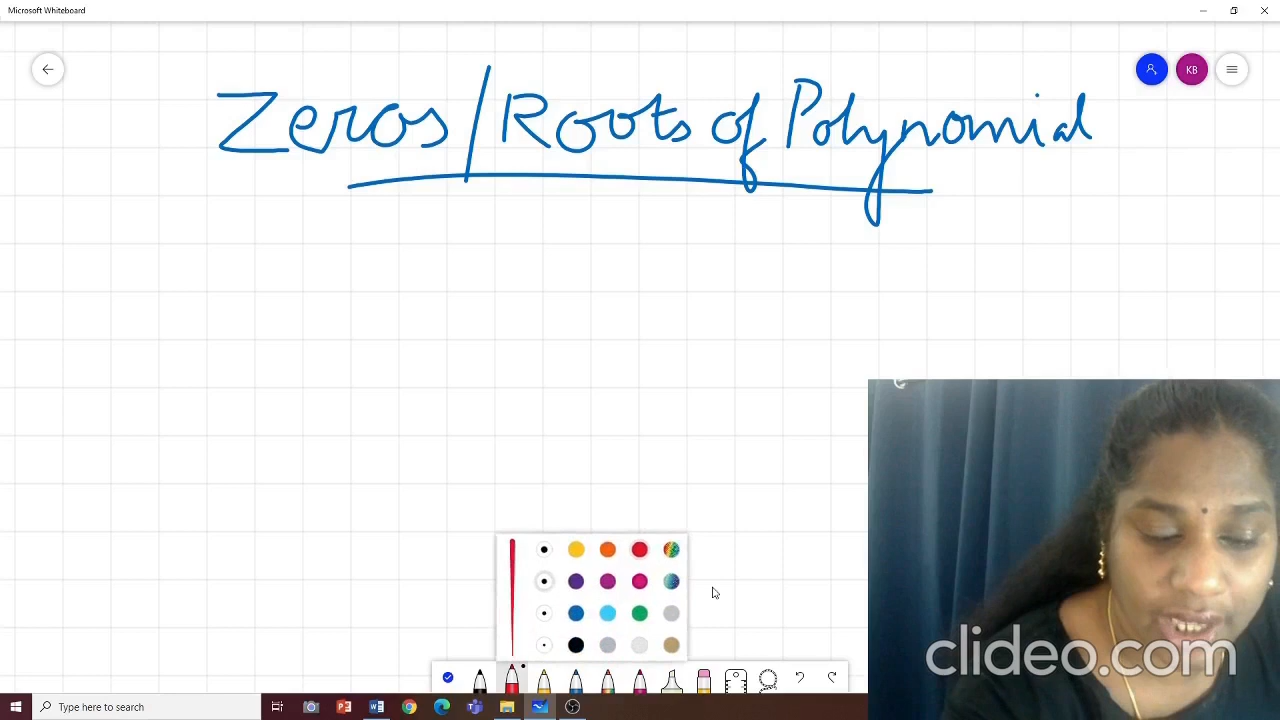 Microsoft Whiteboard
KB
Zeros/Roots of Polynomial
clideo.com
Type here to search